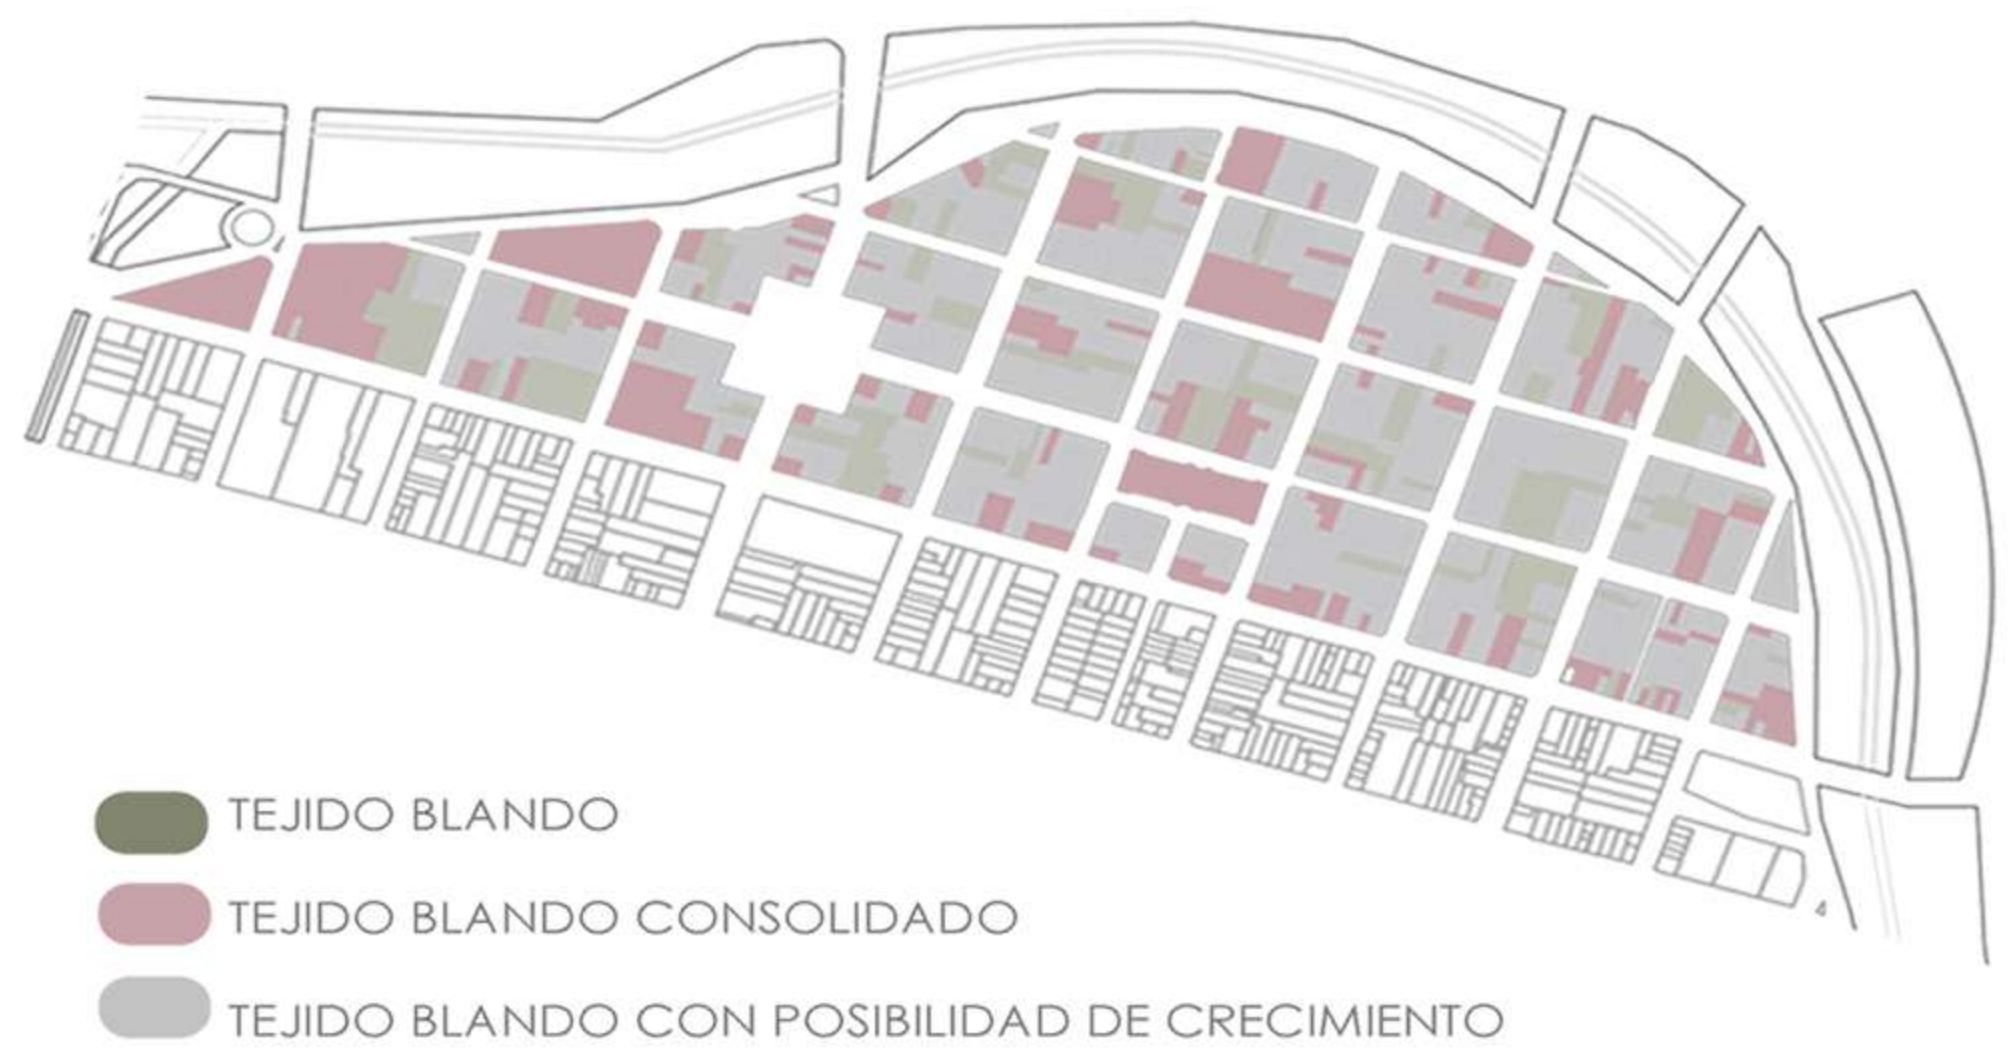 TEJIDO BLANDO
TEJIDO BLANDO CONSOLIDADO
TEJIDO BLANDO CON POSIBILIDAD DE CRECIMIENTO